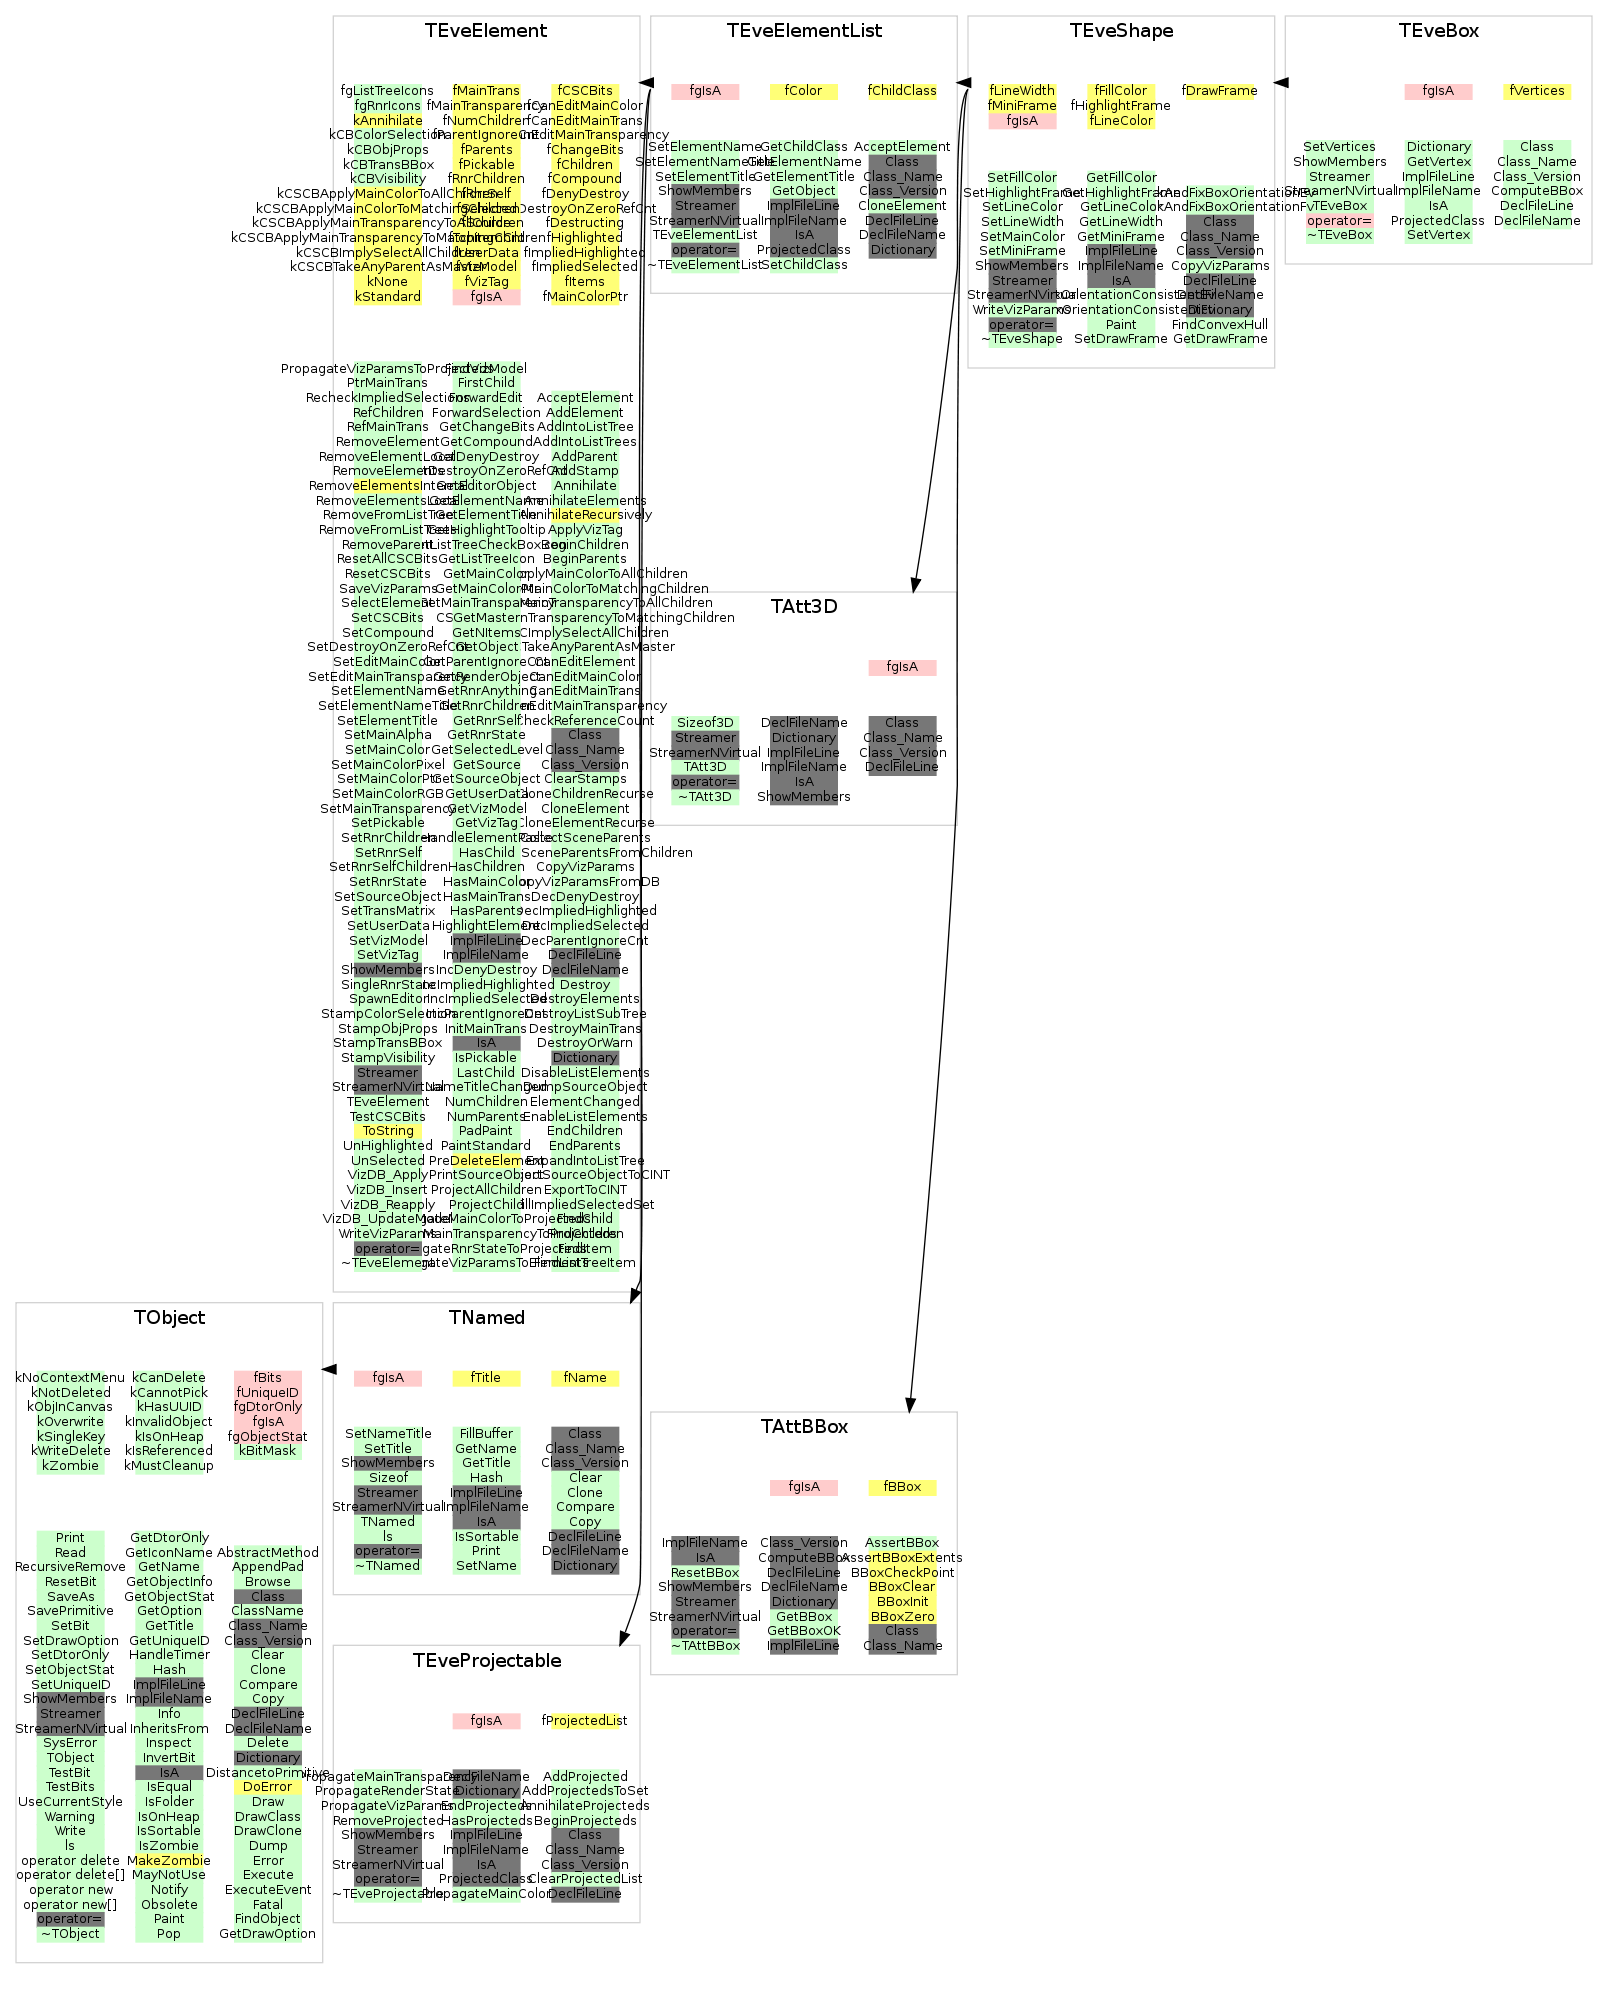 TEveElement
fgListTreeIcons
fgRnrIcons
kAnnihilate
kCBColorSelection
kCBObjProps
kCBTransBBox
kCBVisibility
kCSCBApplyMainColorToAllChildren
kCSCBApplyMainColorToMatchingChildren
kCSCBApplyMainTransparencyToAllChildren
kCSCBApplyMainTransparencyToMatchingChildren
kCSCBImplySelectAllChildren
kCSCBTakeAnyParentAsMaster
kNone
kStandard
fMainTrans
fMainTransparency
fNumChildren
fParentIgnoreCnt
fParents
fPickable
fRnrChildren
fRnrSelf
fSelected
fSource
fTopItemCnt
fUserData
fVizModel
fVizTag
fgIsA
fCSCBits
fCanEditMainColor
fCanEditMainTrans
fChangeBits
fChildren
fCompound
fDenyDestroy
fDestructing
fHighlighted
fImpliedHighlighted
fImpliedSelected
fItems
fMainColorPtr
PropagateVizParamsToProjecteds
PtrMainTrans
RecheckImpliedSelections
RefChildren
RefMainTrans
RemoveElement
RemoveElementLocal
RemoveElements
RemoveElementsInternal
RemoveElementsLocal
RemoveFromListTree
RemoveFromListTrees
RemoveParent
ResetAllCSCBits
ResetCSCBits
SaveVizParams
SelectElement
SetCSCBits
SetCompound
SetDestroyOnZeroRefCnt
SetEditMainColor
SetEditMainTransparency
SetElementName
SetElementNameTitle
SetElementTitle
SetMainAlpha
SetMainColor
SetMainColorPixel
SetMainColorPtr
SetMainColorRGB
SetMainTransparency
SetPickable
SetRnrChildren
SetRnrSelf
SetRnrSelfChildren
SetRnrState
SetSourceObject
SetTransMatrix
SetUserData
SetVizModel
SetVizTag
ShowMembers
SingleRnrState
SpawnEditor
StampColorSelection
StampObjProps
StampTransBBox
StampVisibility
Streamer
StreamerNVirtual
TEveElement
TestCSCBits
ToString
UnHighlighted
UnSelected
VizDB_Apply
VizDB_Insert
VizDB_Reapply
VizDB_UpdateModel
WriteVizParams
operator=
~TEveElement
FindVizModel
FirstChild
ForwardEdit
ForwardSelection
GetChangeBits
GetCompound
GetDenyDestroy
GetEditorObject
GetElementName
GetElementTitle
GetHighlightTooltip
GetListTreeIcon
GetMainColor
GetMainColorPtr
GetMainTransparency
GetNItems
GetObject
GetParentIgnoreCnt
GetRenderObject
GetRnrAnything
GetRnrChildren
GetRnrSelf
GetRnrState
GetSelectedLevel
GetSource
GetSourceObject
GetUserData
GetVizModel
GetVizTag
HandleElementPaste
HasChild
HasChildren
HasMainColor
HasMainTrans
HasParents
HighlightElement
ImplFileLine
ImplFileName
IncDenyDestroy
IncImpliedHighlighted
IncImpliedSelected
IncParentIgnoreCnt
InitMainTrans
IsA
IsPickable
LastChild
NameTitleChanged
NumChildren
NumParents
PadPaint
PaintStandard
PreDeleteElement
PrintSourceObject
ProjectAllChildren
ProjectChild
AcceptElement
AddElement
AddIntoListTree
AddIntoListTrees
AddParent
AddStamp
Annihilate
AnnihilateElements
AnnihilateRecursively
ApplyVizTag
BeginChildren
BeginParents
CanEditElement
CanEditMainColor
CanEditMainTrans
CheckReferenceCount
Class
Class_Name
Class_Version
ClearStamps
CloneChildrenRecurse
CloneElement
CloneElementRecurse
CollectSceneParents
CopyVizParams
CopyVizParamsFromDB
DecDenyDestroy
DecImpliedHighlighted
DecImpliedSelected
DecParentIgnoreCnt
DeclFileLine
DeclFileName
Destroy
DestroyElements
DestroyListSubTree
DestroyMainTrans
DestroyOrWarn
Dictionary
DisableListElements
DumpSourceObject
ElementChanged
EnableListElements
EndChildren
EndParents
ExpandIntoListTree
ExportToCINT
FindChild
FindChildren
FindItem
FindListTreeItem
TEveElementList
fgIsA
fColor
fChildClass
SetElementName
SetElementNameTitle
SetElementTitle
ShowMembers
Streamer
StreamerNVirtual
TEveElementList
operator=
~TEveElementList
GetChildClass
GetElementName
GetElementTitle
GetObject
ImplFileLine
ImplFileName
IsA
ProjectedClass
SetChildClass
AcceptElement
Class
Class_Name
Class_Version
CloneElement
DeclFileLine
DeclFileName
Dictionary
TEveShape
fLineWidth
fMiniFrame
fgIsA
fFillColor
fHighlightFrame
fLineColor
fDrawFrame
SetFillColor
SetHighlightFrame
SetLineColor
SetLineWidth
SetMainColor
SetMiniFrame
ShowMembers
Streamer
StreamerNVirtual
WriteVizParams
operator=
~TEveShape
GetFillColor
GetHighlightFrame
GetLineColor
GetLineWidth
GetMiniFrame
ImplFileLine
ImplFileName
IsA
Paint
SetDrawFrame
Class
Class_Name
Class_Version
CopyVizParams
DeclFileLine
DeclFileName
Dictionary
FindConvexHull
GetDrawFrame
TEveBox
fgIsA
fVertices
SetVertices
ShowMembers
Streamer
StreamerNVirtual
TEveBox
operator=
~TEveBox
Dictionary
GetVertex
ImplFileLine
ImplFileName
IsA
ProjectedClass
SetVertex
Class
Class_Name
Class_Version
ComputeBBox
DeclFileLine
DeclFileName
TAtt3D
fgIsA
Sizeof3D
Streamer
StreamerNVirtual
TAtt3D
operator=
~TAtt3D
DeclFileName
Dictionary
ImplFileLine
ImplFileName
IsA
ShowMembers
Class
Class_Name
Class_Version
DeclFileLine
TObject
kNoContextMenu
kNotDeleted
kObjInCanvas
kOverwrite
kSingleKey
kWriteDelete
kZombie
kCanDelete
kCannotPick
kHasUUID
kInvalidObject
kIsOnHeap
kIsReferenced
kMustCleanup
fBits
fUniqueID
fgDtorOnly
fgIsA
fgObjectStat
kBitMask
Print
Read
RecursiveRemove
ResetBit
SaveAs
SavePrimitive
SetBit
SetDrawOption
SetDtorOnly
SetObjectStat
SetUniqueID
ShowMembers
Streamer
StreamerNVirtual
SysError
TObject
TestBit
TestBits
UseCurrentStyle
Warning
Write
ls
operator delete
operator delete[]
operator new
operator new[]
operator=
~TObject
GetDtorOnly
GetIconName
GetName
GetObjectInfo
GetObjectStat
GetOption
GetTitle
GetUniqueID
HandleTimer
Hash
ImplFileLine
ImplFileName
Info
InheritsFrom
Inspect
InvertBit
IsA
IsEqual
IsFolder
IsOnHeap
IsSortable
IsZombie
MakeZombie
MayNotUse
Notify
Obsolete
Paint
Pop
AbstractMethod
AppendPad
Browse
Class
ClassName
Class_Name
Class_Version
Clear
Clone
Compare
Copy
DeclFileLine
DeclFileName
Delete
Dictionary
DistancetoPrimitive
DoError
Draw
DrawClass
DrawClone
Dump
Error
Execute
ExecuteEvent
Fatal
FindObject
GetDrawOption
TNamed
fgIsA
fTitle
fName
SetNameTitle
SetTitle
ShowMembers
Sizeof
Streamer
StreamerNVirtual
TNamed
ls
operator=
~TNamed
FillBuffer
GetName
GetTitle
Hash
ImplFileLine
ImplFileName
IsA
IsSortable
Print
SetName
Class
Class_Name
Class_Version
Clear
Clone
Compare
Copy
DeclFileLine
DeclFileName
Dictionary
TAttBBox
fgIsA
fBBox
ImplFileName
IsA
ResetBBox
ShowMembers
Streamer
StreamerNVirtual
operator=
~TAttBBox
Class_Version
ComputeBBox
DeclFileLine
DeclFileName
Dictionary
GetBBox
GetBBoxOK
ImplFileLine
AssertBBox
AssertBBoxExtents
BBoxCheckPoint
BBoxClear
BBoxInit
BBoxZero
Class
Class_Name
TEveProjectable
fgIsA
fProjectedList
PropagateMainTransparency
PropagateRenderState
PropagateVizParams
RemoveProjected
ShowMembers
Streamer
StreamerNVirtual
operator=
~TEveProjectable
DeclFileName
Dictionary
EndProjecteds
HasProjecteds
ImplFileLine
ImplFileName
IsA
ProjectedClass
PropagateMainColor
AddProjected
AddProjectedsToSet
AnnihilateProjecteds
BeginProjecteds
Class
Class_Name
Class_Version
ClearProjectedList
DeclFileLine